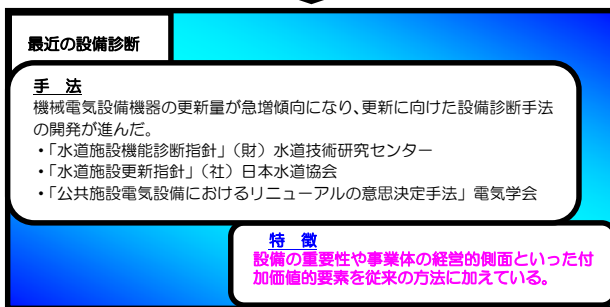 最近の設備診断
手 法
機械電気設備機器の更新量が急増傾向になり、更新に向けた設備診断手法
の開発が進んだ。
・「水道施設機能診断指針」（財）水道技術研究センター
・「水道施設更新指針」（社）日本水道協会
・「公共施設電気設備におけるリニューアルの意思決定手法」電気学会
特 徴
設備の重要性や事業体の経営的側面といった付
加価値的要素を従来の方法に加えている。